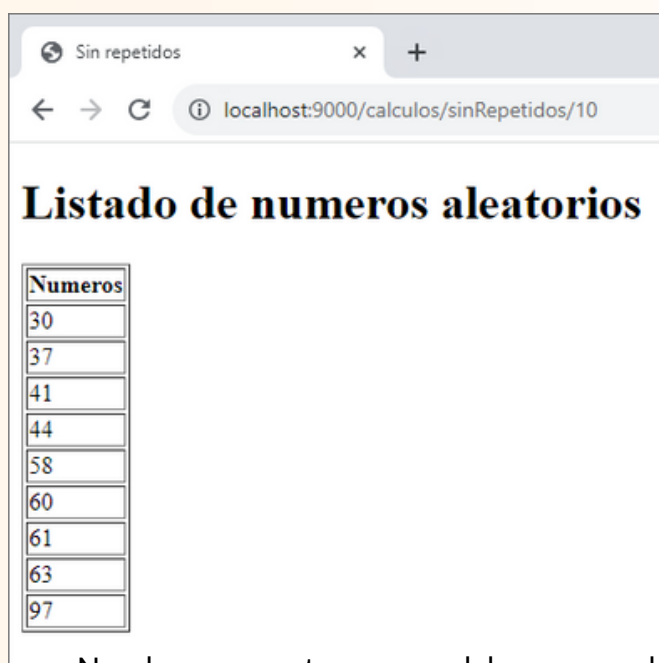 Sin repetidos
localhost:9000/calculos/sinRepetidos/10
Listado de numeros aleatorios
Numeros
30
37
41
44
58
60
61
63
97